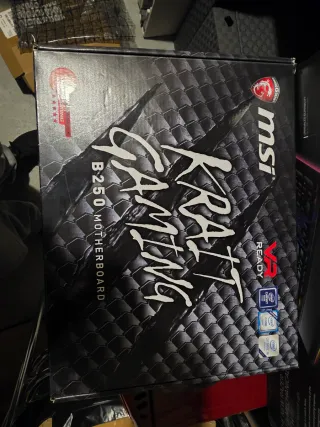 msi
KRAIT
GAMING
B250 MOTHERBOARD
VR
READY